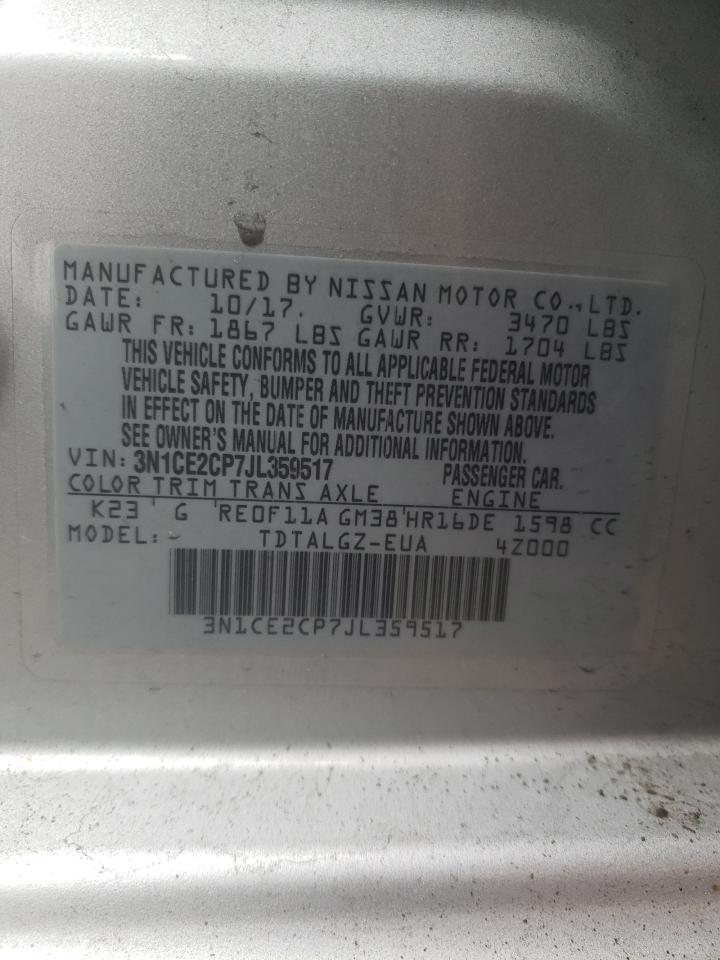 MANUFACTURED BY NISSAN MOTOR CO.,LTD.
DATE: 10/17. GVWR: 3470 LBS
GAWR FR: 1867 LBS GAWR RR: 1704 LBS
THIS VEHICLE CONFORMS TO ALL APPLICABLE FEDERAL MOTOR
VEHICLE SAFETY, BUMPER AND THEFT PREVENTION STANDARDS
IN EFFECT ON THE DATE OF MANUFACTURE SHOWN ABOVE.
SEE OWNER'S MANUAL FOR ADDITIONAL INFORMATION.
VIN: 3N1CE2CP7JL359517 PASSENGER CAR.
COLOR TRIM TRANS AXLE ENGINE
K23 G RE0F11A GM38 HR16DE 1598 CC
MODEL: TDTALGZ-EUA 4Z000
3N1CE2CP7JL359517